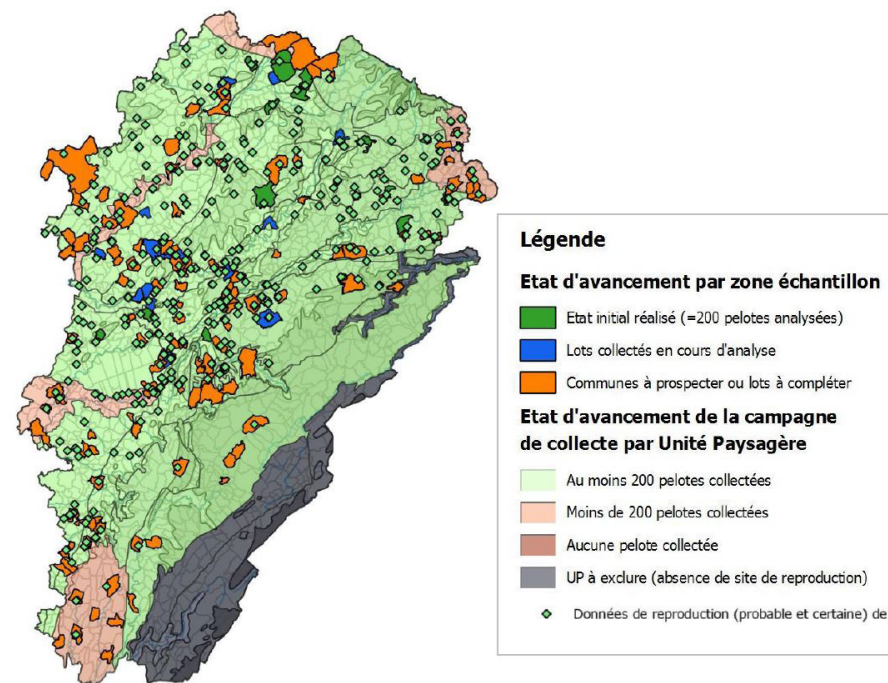 Légende
Etat d'avancement par zone échantillon
Etat initial réalisé (=200 pelotes analysées)
Lots collectés en cours d'analyse
Communes à prospecter ou lots à compléter
Etat d'avancement de la campagne
de collecte par Unité Paysagère
Au moins 200 pelotes collectées
Moins de 200 pelotes collectées
Aucune pelote collectée
UP à exclure (absence de site de reproduction)
Données de reproduction (probable et certaine) de